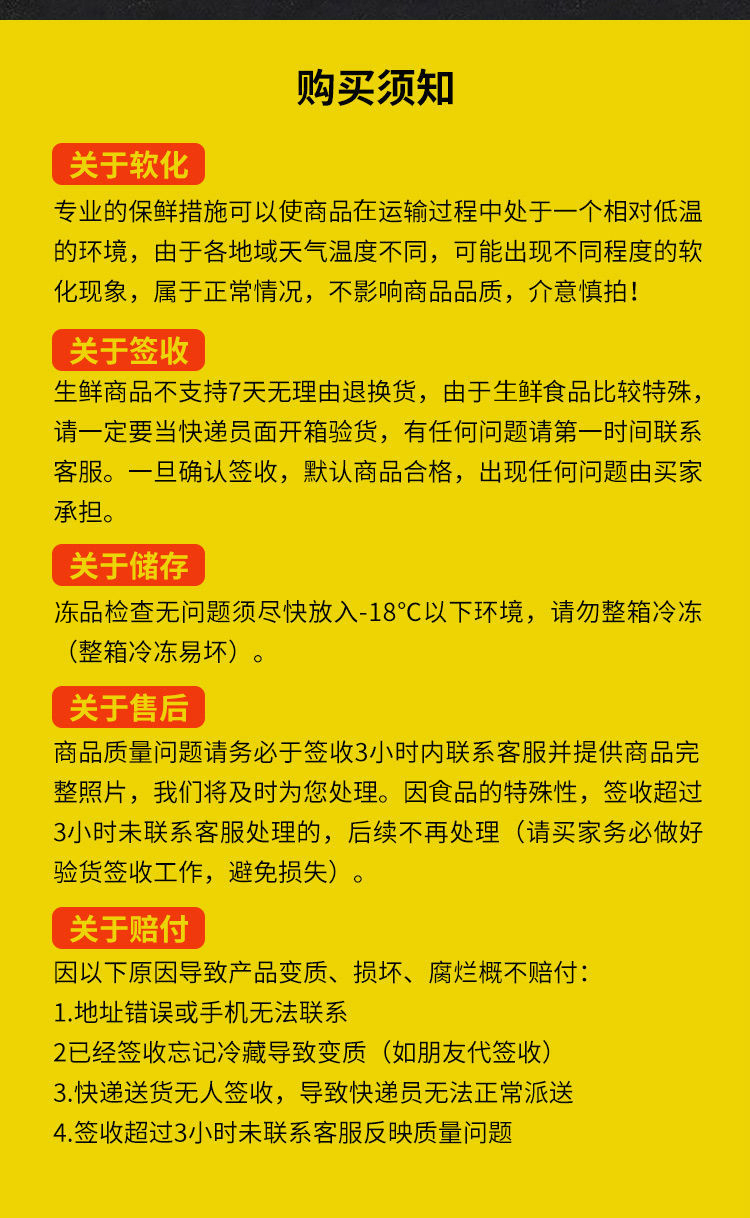 购买须知
关于软化
专业的保鲜措施可以使商品在运输过程中处于一个相对低温
的环境，由于各地域天气温度不同，可能出现不同程度的软
化现象，属于正常情况，不影响商品品质，介意慎拍！
关于签收
生鲜商品不支持7天无理由退换货，由于生鲜食品比较特殊，
请一定要当快递员面开箱验货，有任何问题请第一时间联系
客服。一旦确认签收，默认商品合格，出现任何问题由买家
承担。
关于储存
冻品检查无问题须尽快放入-18℃以下环境，请勿整箱冷冻
（整箱冷冻易坏）。
关于售后
商品质量问题请务必于签收3小时内联系客服并提供商品完
整照片，我们将及时为您处理。因食品的特殊性，签收超过
3小时未联系客服处理的，后续不再处理（请买家务必做好
验货签收工作，避免损失）。
关于赔付
因以下原因导致产品变质、损坏、腐烂概不赔付：
1.地址错误或手机无法联系
2已经签收忘记冷藏导致变质（如朋友代签收）
3.快递送货无人签收，导致快递员无法正常派送
4.签收超过3小时未联系客服反映质量问题